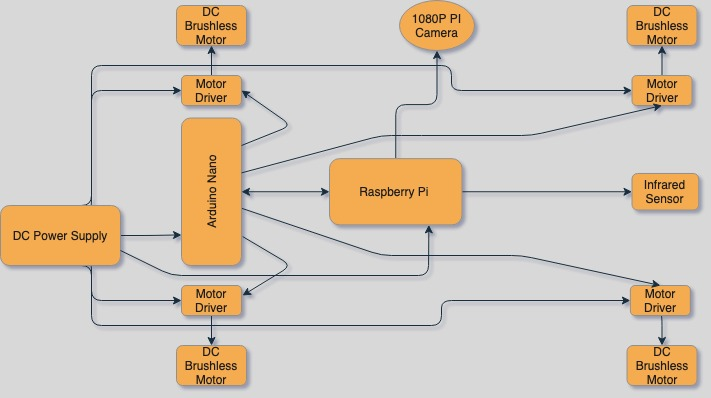 DC
Brushless
Motor
1080P PI
Camera
DC
Brushless
Motor
Motor
Driver
Motor
Driver
Arduino Nano
Raspberry Pi
Infrared
Sensor
DC Power Supply
Motor
Driver
Motor
Driver
DC
Brushless
Motor
DC
Brushless
Motor